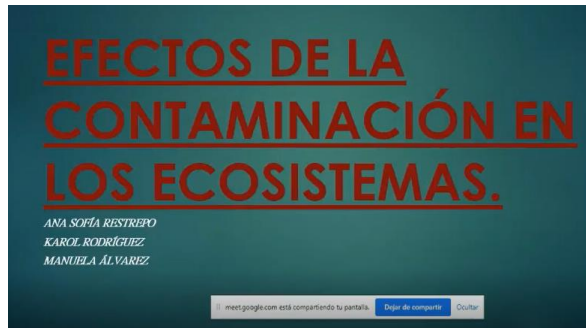 EFECTOS DE LA
CONTAMINACIÓN EN
LOS ECOSISTEMAS.
ANA SOFÍA RESTREPO
KAROL RODRÍGUEZ
MANUELA ÁLVAREZ
meet.google.com está compartiendo tu pantalla.
Dejar de compartir
Ocultar